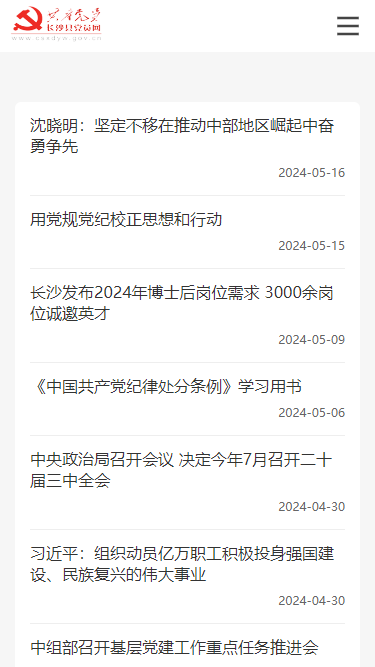 共产党员
长沙县党员网
沈晓明：坚定不移在推动中部地区崛起中奋
勇争先
2024-05-16
用党规党纪校正思想和行动
2024-05-15
长沙发布2024年博士后岗位需求 3000余岗
位诚邀英才
2024-05-09
《中国共产党纪律处分条例》学习用书
2024-05-06
中央政治局召开会议 决定今年7月召开二十
届三中全会
2024-04-30
习近平：组织动员亿万职工积极投身强国建
设、民族复兴的伟大事业
2024-04-30
中组部召开基层党建工作重点任务推进会